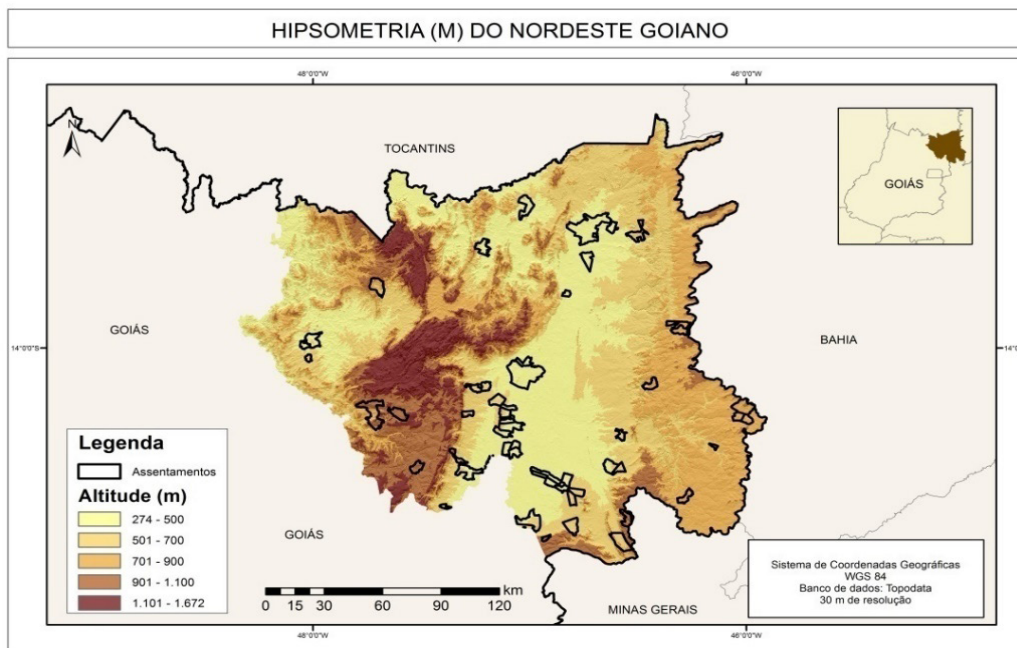 HIPSOMETRIA (M) DO NORDESTE GOIANO
48°0'0"W
46°0'0"W
N
TOCANTINS
GOIÁS
GOIÁS
BAHIA
14°0'0"S
14°0'
Legenda
Assentamentos
Altitude (m)
274 - 500
501 - 700
701 - 900
901 - 1.100
1.101 - 1.672
GOIÁS
km
0 15 30 60 90 120
MINAS GERAIS
Sistema de Coordenadas Geográficas
WGS 84
Banco de dados: Topodata
30 m de resolução
48°0'0"W
46°0'0"W